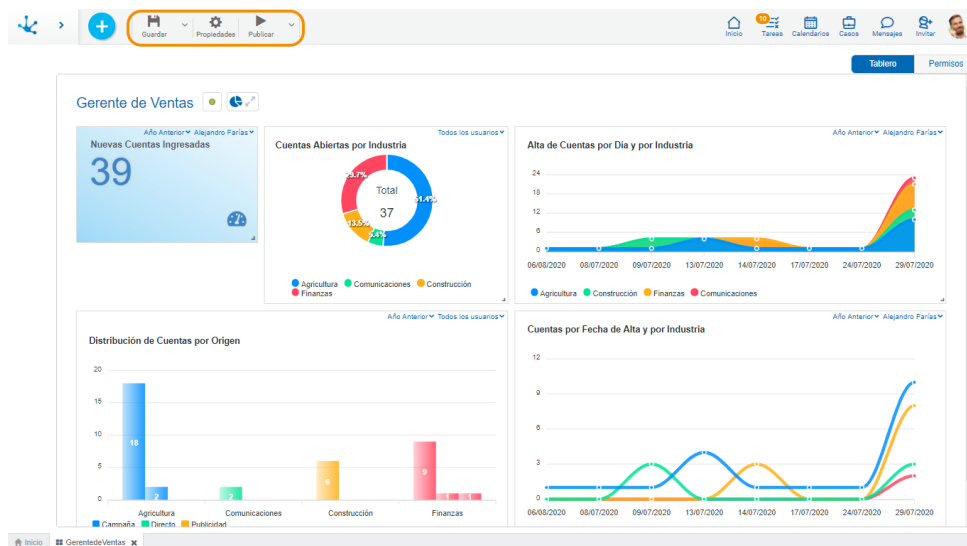 Guardar Propiedades Publicar
Inicio 10 Tareas Calendarios Casos Mensajes Invitar
Tablero Permisos
Gerente de Ventas
Año Anterior Alejandro Farías
Nuevas Cuentas Ingresadas
39
Todos los usuarios
Cuentas Abiertas por Industria
Total
37
51.4%
5.4%
13.5%
29.7%
Agricultura Comunicaciones Construcción
Finanzas
Año Anterior Alejandro Farías
Alta de Cuentas por Dia y por Industria
24
18
12
6
0
06/08/2020 08/07/2020 09/07/2020 13/07/2020 14/07/2020 17/07/2020 24/07/2020 29/07/2020
Agricultura Construcción Finanzas Comunicaciones
Año Anterior Todos los usuarios
Distribución de Cuentas por Origen
20
15
10
5
0
18
2
2
6
9
1
Agricultura Comunicaciones Construcción Finanzas
Campaña Directo Publicidad
Año Anterior Alejandro Farías
Cuentas por Fecha de Alta y por Industria
12
9
6
3
0
06/08/2020 08/07/2020 09/07/2020 13/07/2020 14/07/2020 17/07/2020 24/07/2020 29/07/2020
Inicio GerentedeVentas